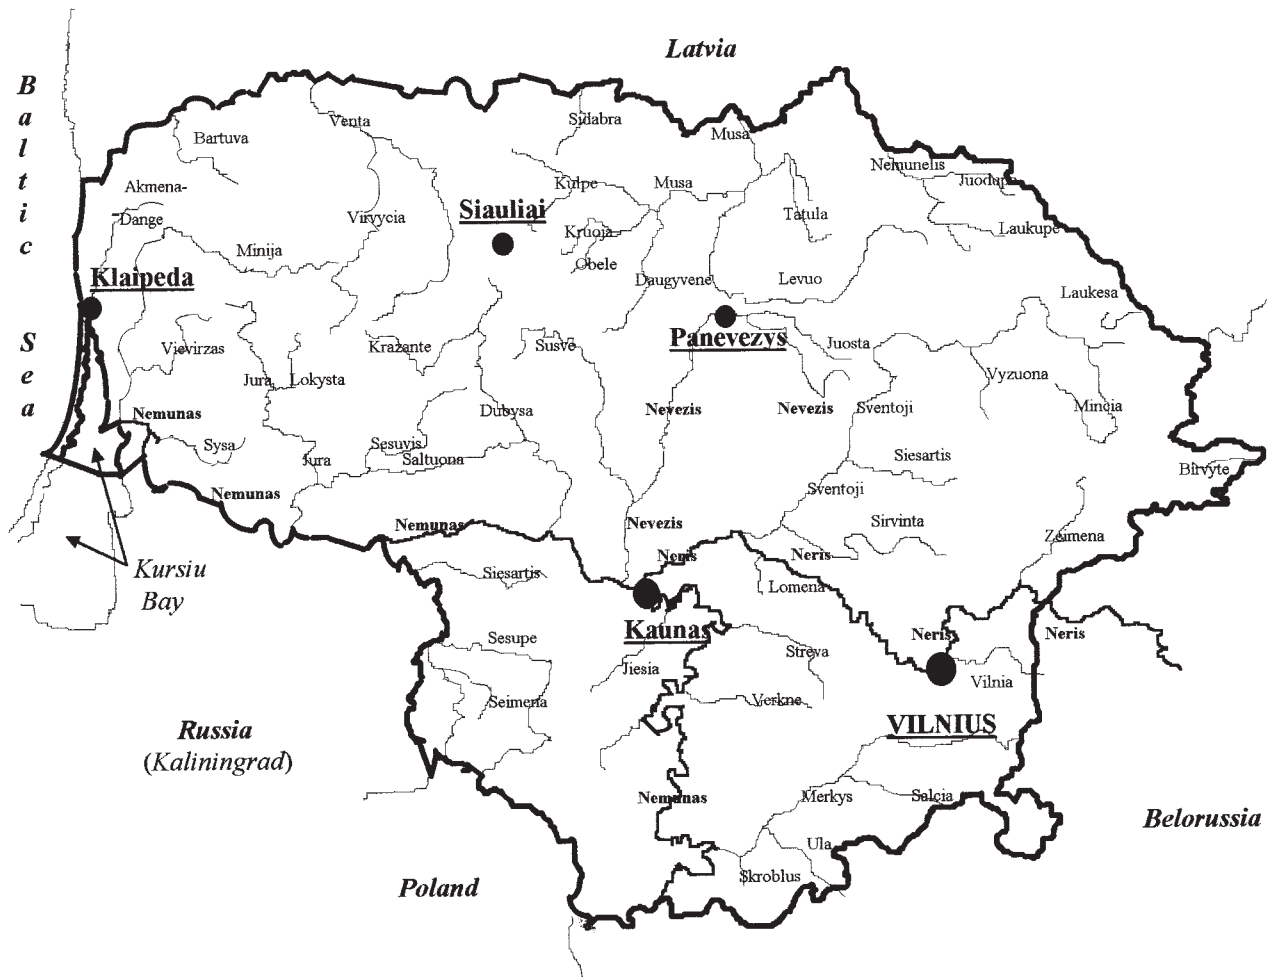 Latvia
Baltic
Sea
Venta
Sidabra
Musa
Bartuva
Nemunelis
Juodupe
Akmena-
Dange
Kulpe
Musa
Siauliai
Virvycia
Tatula
Kruoja
Laukupe
Minija
Obele
Klaipeda
Daugyvene
Levuo
Laukesa
Panevezys
Vievirzas
Krazante
Susve
Juosta
Jura
Lokysta
Vyzuona
Nemunas
Dubysa
Nevezis
Nevezis
Sventoji
Mincia
Sysa
Sesuvis
Jura
Saltuona
Siesartis
Birvyte
Nemunas
Sventoji
Nemunas
Nevezis
Sirvinta
Zeimena
Neris
Neris
Kursiu
Bay
Siesartis
Lomena
Kaunas
Neris
Neris
Sesupe
Jiesia
Streva
Vilnia
Seimena
Verkne
VILNIUS
Russia
(Kaliningrad)
Nemunas
Merkys
Salcia
Belorussia
Ula
Skroblus
Poland